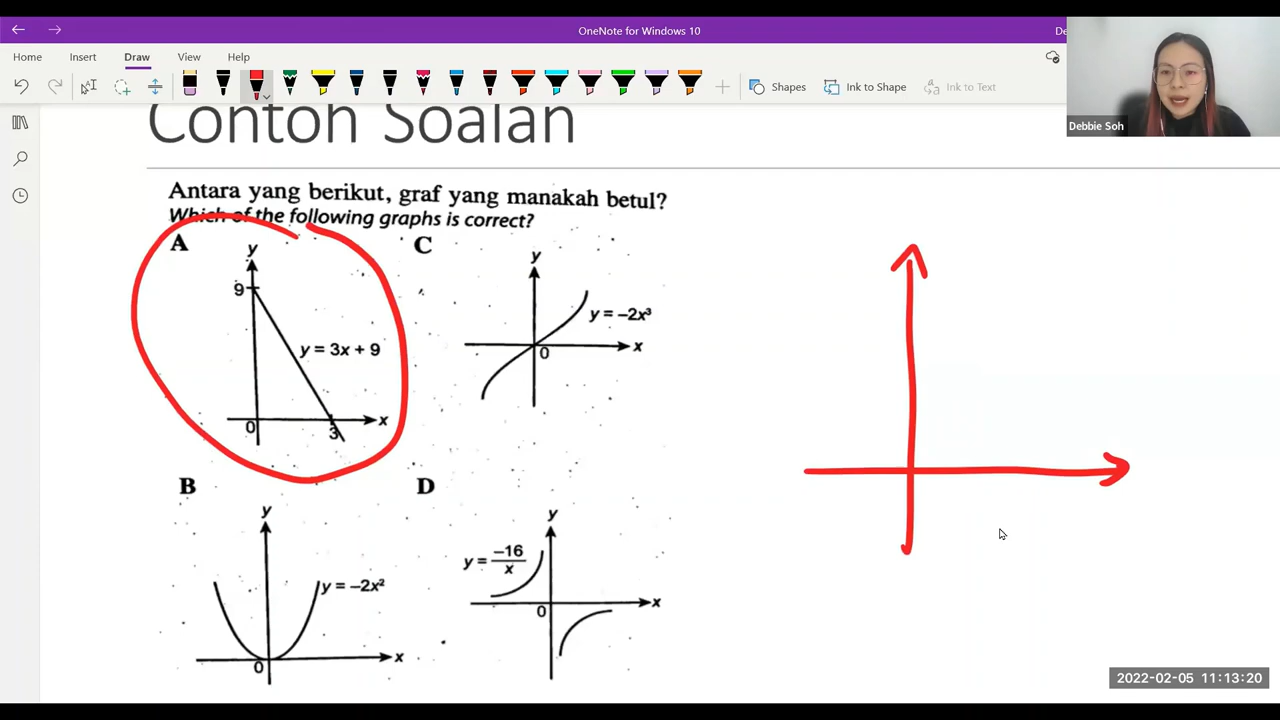 OneNote for Windows 10
De
Home Insert Draw View Help
Shapes Ink to Shape Ink to Text
Debbie Soh
Contoh Soalan
Antara yang berikut, graf yang manakah betul?
Which of the following graphs is correct?
A
y
9
y = 3x + 9
0
3
x
C
y
y = -2x³
0
x
B
y
y = -2x²
0
x
D
y
y = -16/x
0
x
2022-02-05 11:13:20